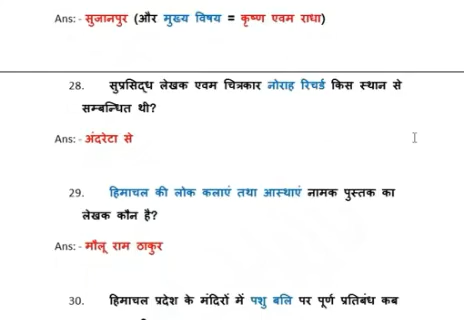 Ans: - सुजानपुर (और मुख्य विषय = कृष्ण एवम राधा)
28. सुप्रसिद्ध लेखक एवम चित्रकार नोराह रिचर्ड किस स्थान से
सम्बन्धित थी?
Ans: - अंदरेटा से
29. हिमाचल की लोक कलाएं तथा आस्थाएं नामक पुस्तक का
लेखक कौन है?
Ans: - मौलू राम ठाकुर
30. हिमाचल प्रदेश के मंदिरों में पशु बलि पर पूर्ण प्रतिबंध कब